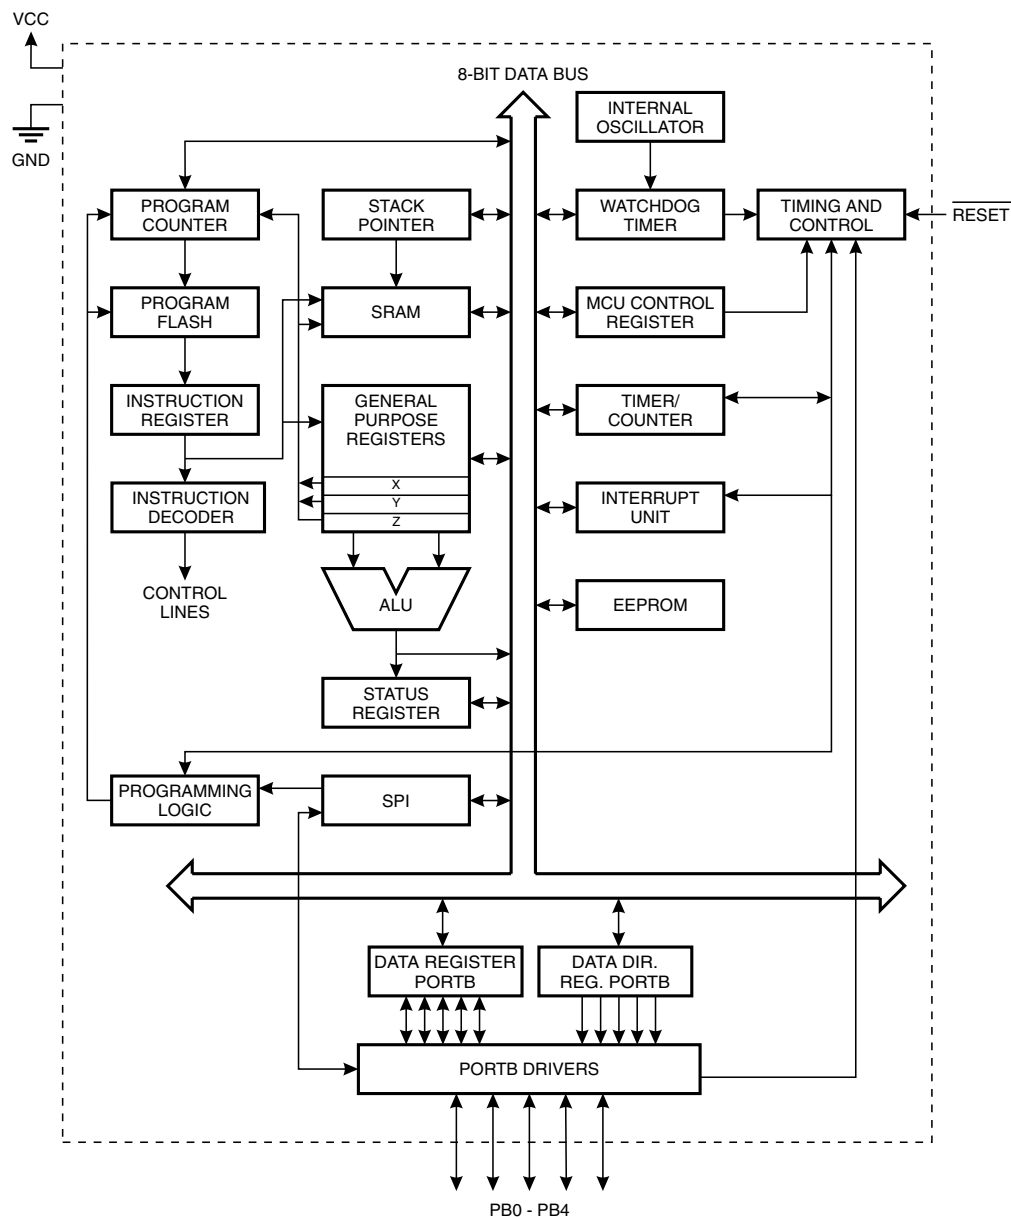 VCC
8-BIT DATA BUS
GND
INTERNAL
OSCILLATOR
PROGRAM
COUNTER
STACK
POINTER
WATCHDOG
TIMER
TIMING AND
CONTROL
RESET
PROGRAM
FLASH
SRAM
MCU CONTROL
REGISTER
INSTRUCTION
REGISTER
GENERAL
PURPOSE
REGISTERS
X
Y
Z
TIMER/
COUNTER
INSTRUCTION
DECODER
INTERRUPT
UNIT
CONTROL
LINES
ALU
EEPROM
STATUS
REGISTER
PROGRAMMING
LOGIC
SPI
DATA REGISTER
PORTB
DATA DIR.
REG. PORTB
PORTB DRIVERS
PB0 - PB4